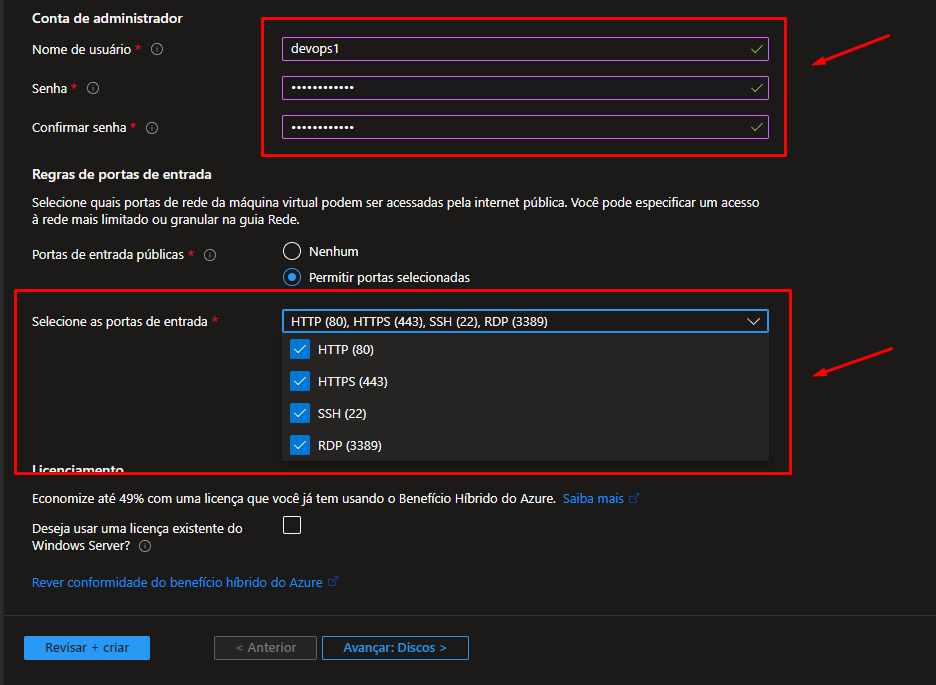 Conta de administrador
Nome de usuário *
devops1
Senha *
••••••••••••
Confirmar senha *
••••••••••••
Regras de portas de entrada
Selecione quais portas de rede da máquina virtual podem ser acessadas pela internet pública. Você pode especificar um acesso
à rede mais limitado ou granular na guia Rede.
Portas de entrada públicas *
Nenhum
Permitir portas selecionadas
Selecione as portas de entrada *
HTTP (80), HTTPS (443), SSH (22), RDP (3389)
HTTP (80)
HTTPS (443)
SSH (22)
RDP (3389)
Licenciamento
Economize até 49% com uma licença que você já tem usando o Benefício Híbrido do Azure. Saiba mais
Deseja usar uma licença existente do
Windows Server?
Rever conformidade do benefício híbrido do Azure
Revisar + criar
< Anterior
Avançar: Discos >